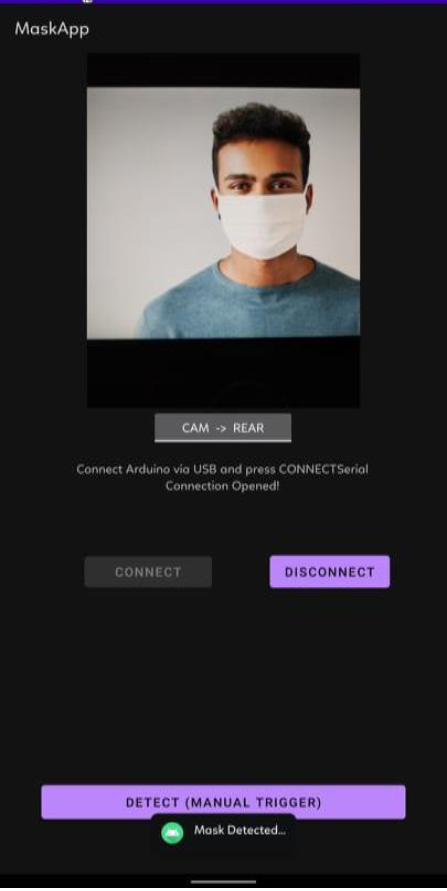 MaskApp
CAM -> REAR
Connect Arduino via USB and press CONNECTSerial
Connection Opened!
CONNECT
DISCONNECT
DETECT (MANUAL TRIGGER)
Mask Detected...